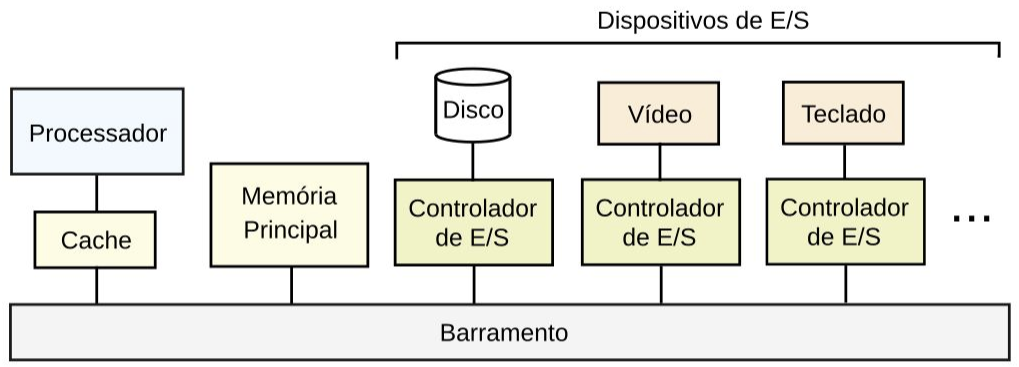 Dispositivos de E/S
Disco
Vídeo
Teclado
Processador
Memória
Principal
Controlador
de E/S
Controlador
de E/S
Controlador
de E/S
...
Cache
Barramento